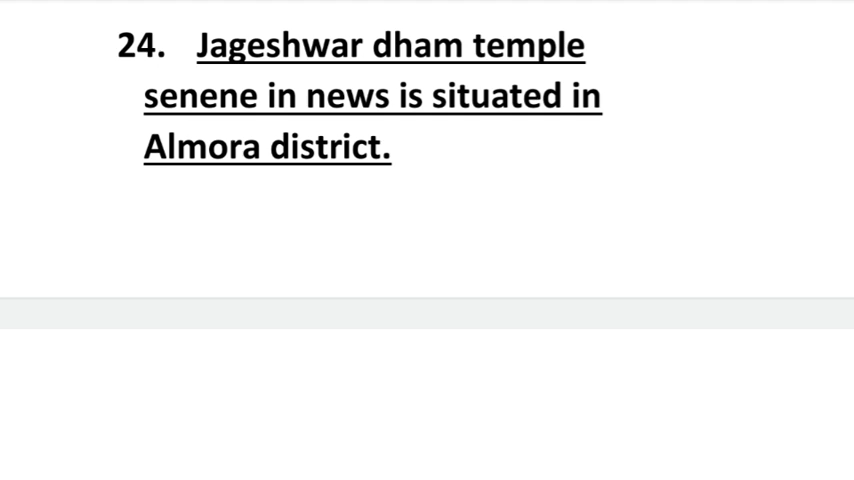 24. Jageshwar dham temple
senene in news is situated in
Almora district.